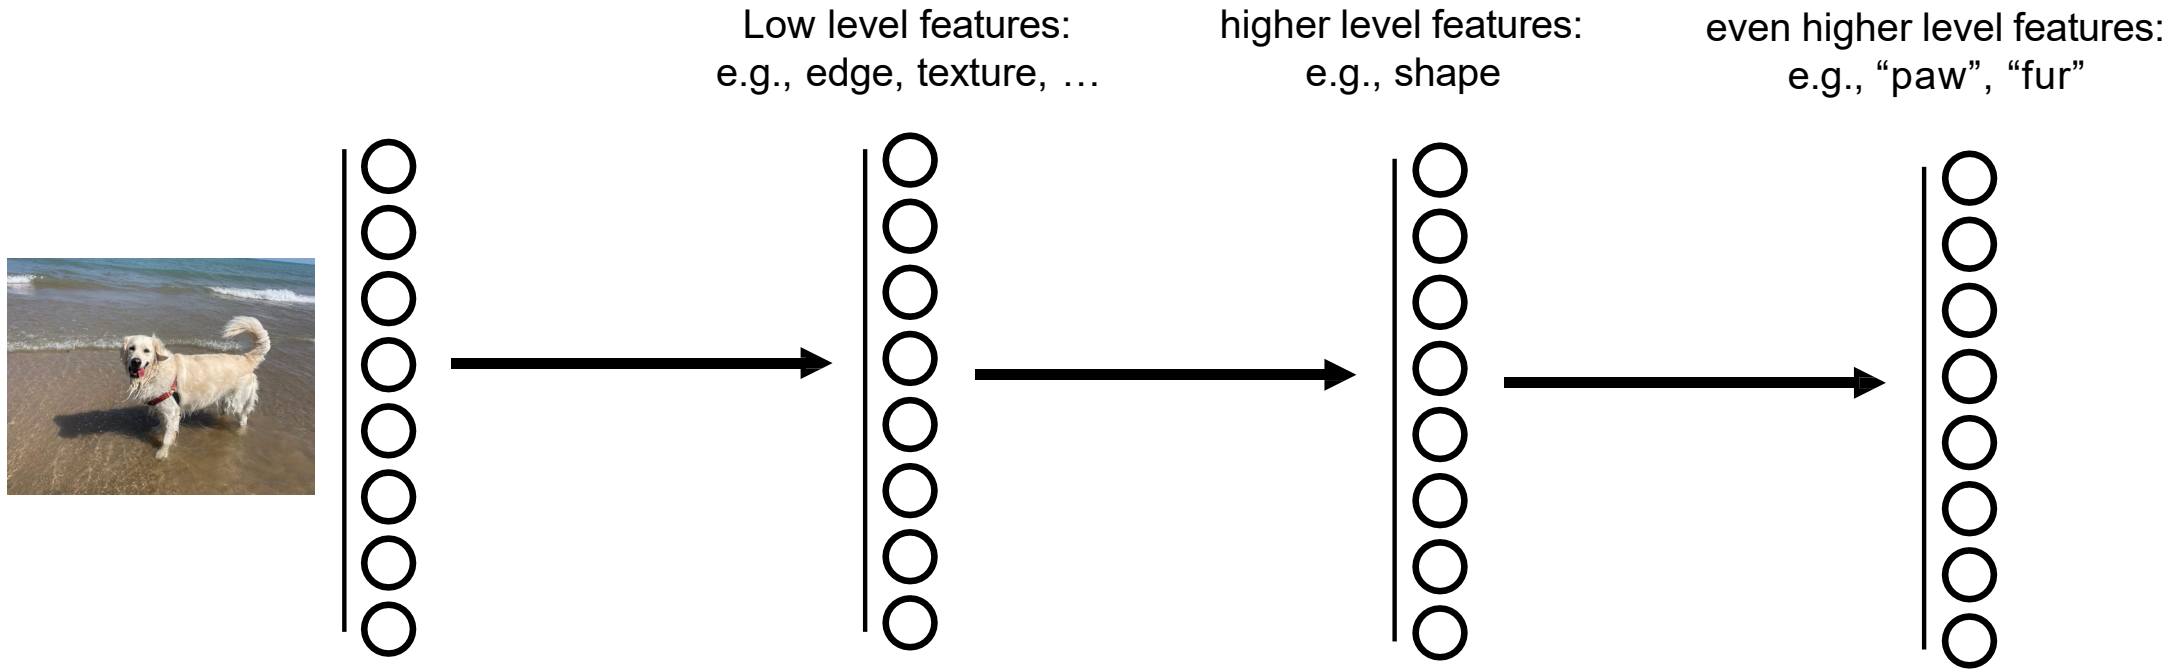 Low level features:
e.g., edge, texture, …
higher level features:
e.g., shape
even higher level features:
e.g., “paw”, “fur”